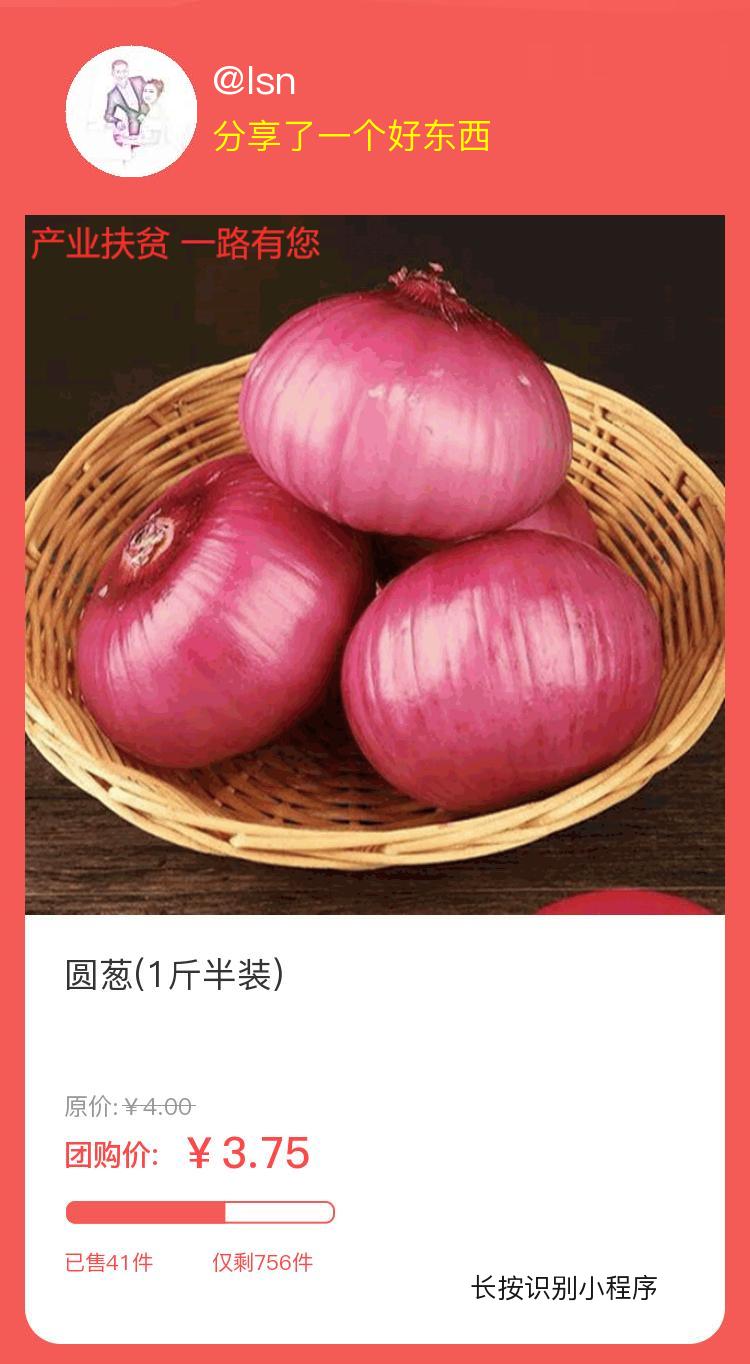 @lsn
分享了一个好东西
产业扶贫 一路有您
圆葱(1斤半装)
原价:￥4.00
团购价: ￥3.75
已售41件 仅剩756件
长按识别小程序